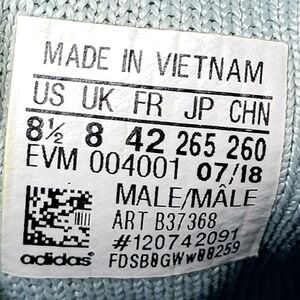 MADE IN VIETNAM
US UK FR JP CHN
8½ 8 42 265 260
EVM 004001 07/18
MALE/MÂLE
ART B37368
#120742091
adidas FDSB0GWw08259